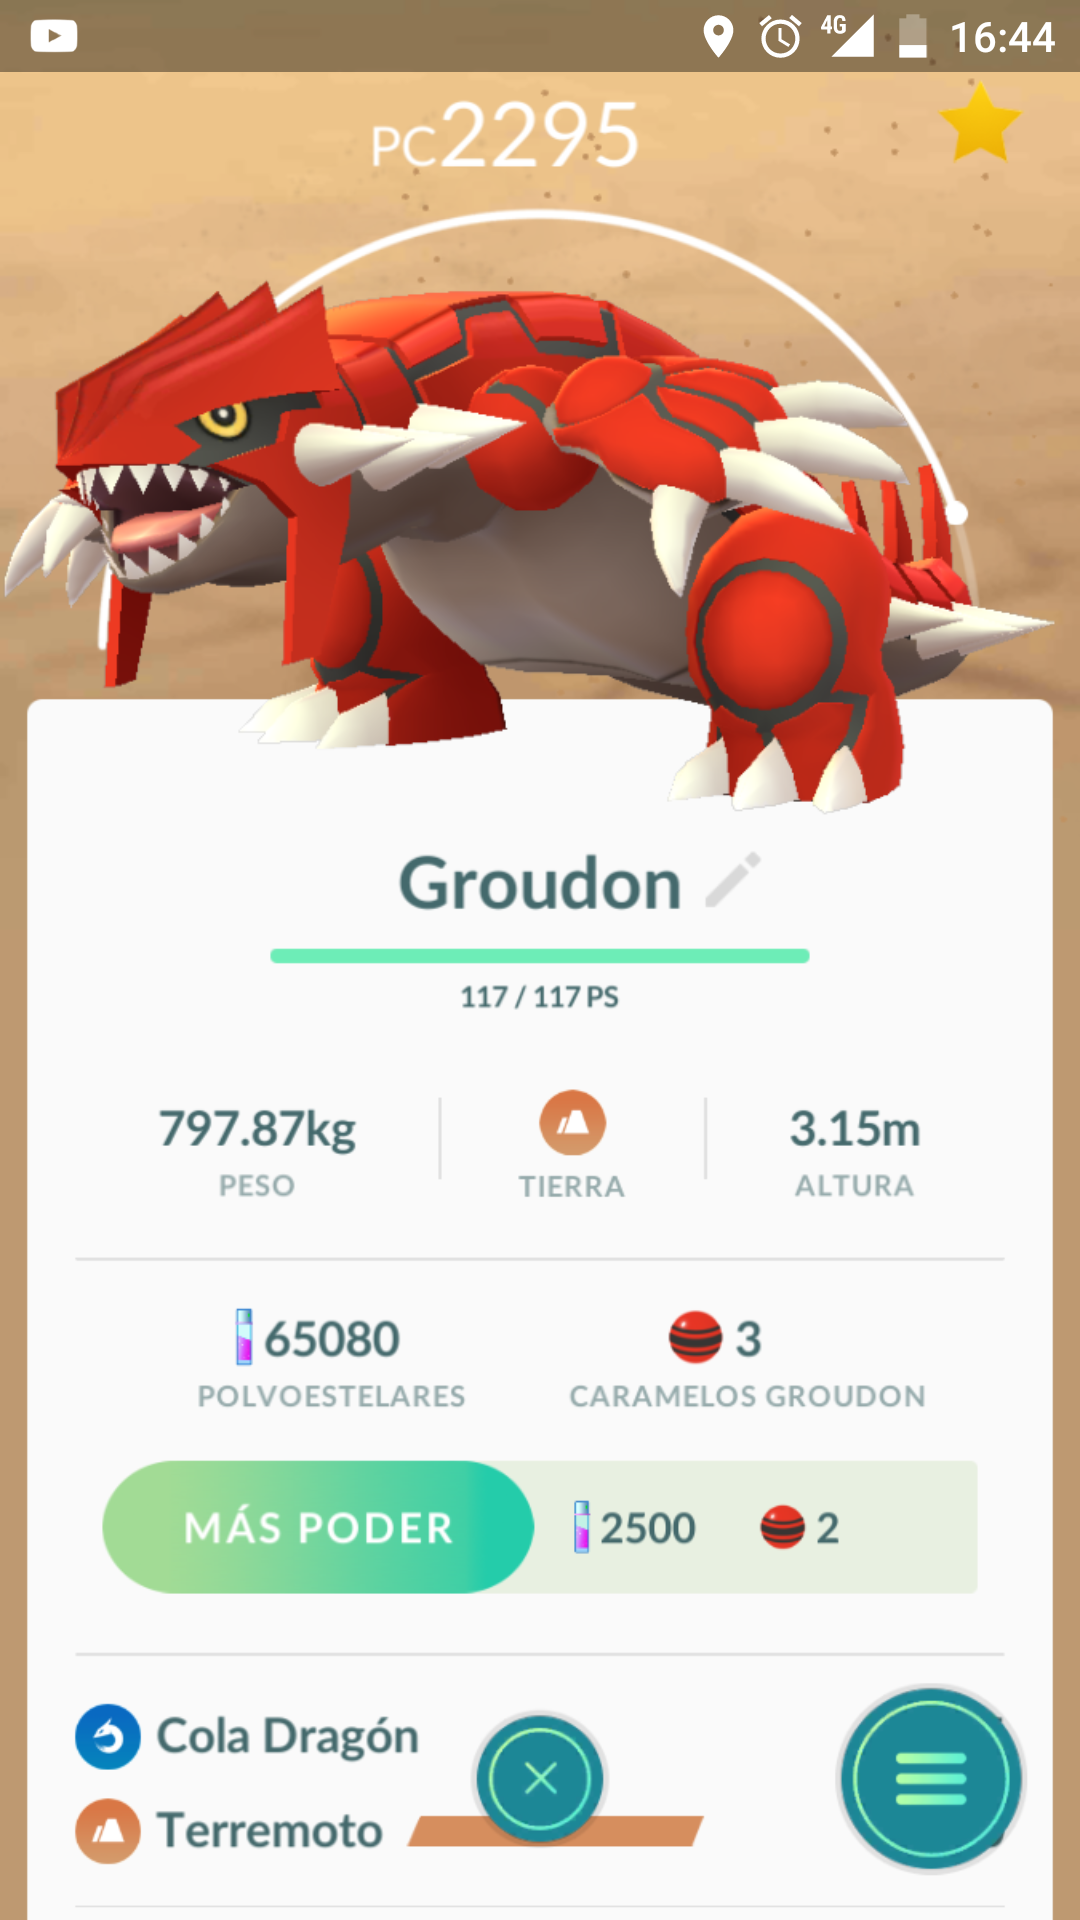 4G 16:44
PC2295
Groudon
117 / 117 PS
797.87kg
PESO
TIERRA
3.15m
ALTURA
65080
POLVOESTELARES
3
CARAMELOS GROUDON
MÁS PODER 2500 2
Cola Dragón
Terremoto